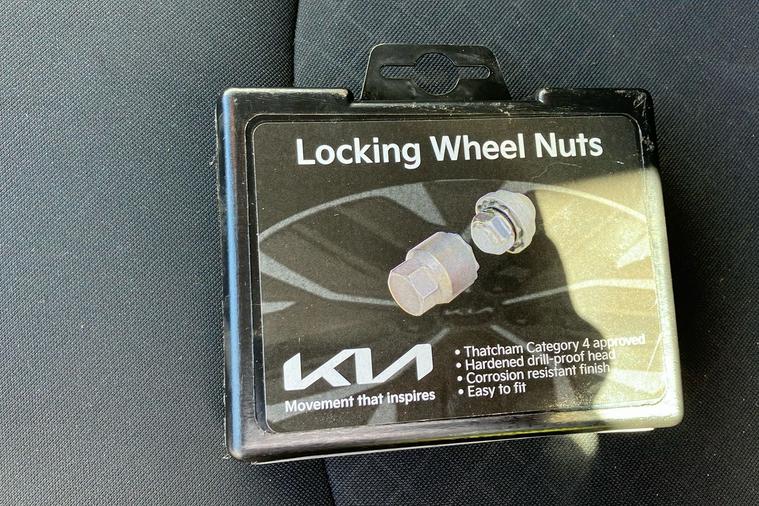 Locking Wheel Nuts
KIA
Movement that inspires
• Thatcham Category 4 approved
• Hardened drill-proof head
• Corrosion resistant finish
• Easy to fit